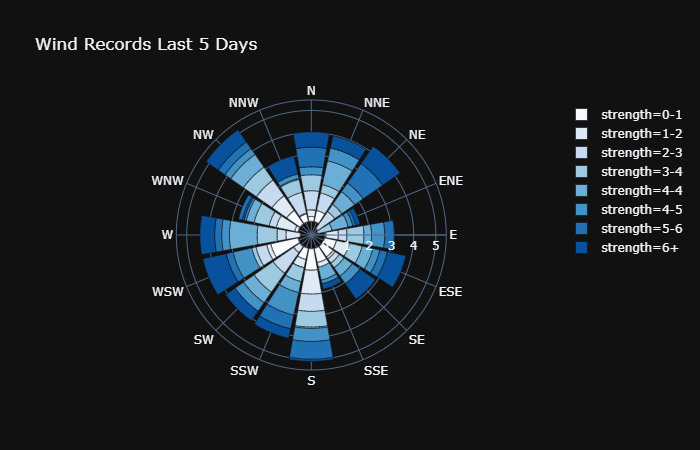 Wind Records Last 5 Days
N
NNE
NE
ENE
E
ESE
SE
SSE
S
SSW
SW
WSW
W
WNW
NW
NNW
1
2
3
4
5
strength=0-1
strength=1-2
strength=2-3
strength=3-4
strength=4-4
strength=4-5
strength=5-6
strength=6+